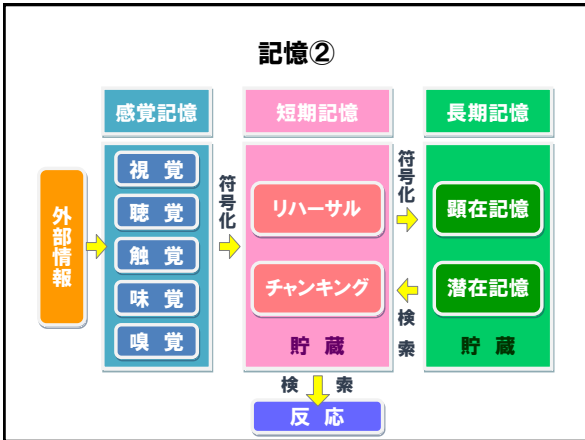 記憶②
感覚記憶
短期記憶
長期記憶
外部情報
視 覚
聴 覚
触 覚
味 覚
嗅 覚
符号化
リハーサル
チャンキング
貯 蔵
符号化
検索
顕在記憶
潜在記憶
貯 蔵
検 索
反 応